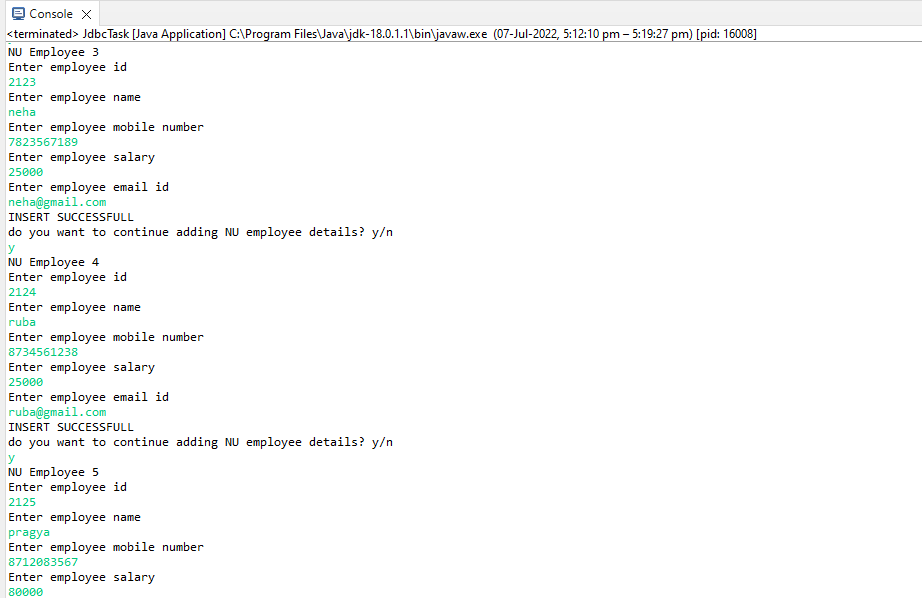 Console
<terminated> JdbcTask [Java Application] C:\Program Files\Java\jdk-18.0.1.1\bin\javaw.exe (07-Jul-2022, 5:12:10 pm – 5:19:27 pm) [pid: 16008]
NU Employee 3
Enter employee id
2123
Enter employee name
neha
Enter employee mobile number
7823567189
Enter employee salary
25000
Enter employee email id
neha@gmail.com
INSERT SUCCESSFULL
do you want to continue adding NU employee details? y/n
y
NU Employee 4
Enter employee id
2124
Enter employee name
ruba
Enter employee mobile number
8734561238
Enter employee salary
25000
Enter employee email id
ruba@gmail.com
INSERT SUCCESSFULL
do you want to continue adding NU employee details? y/n
y
NU Employee 5
Enter employee id
2125
Enter employee name
pragya
Enter employee mobile number
8712083567
Enter employee salary
80000